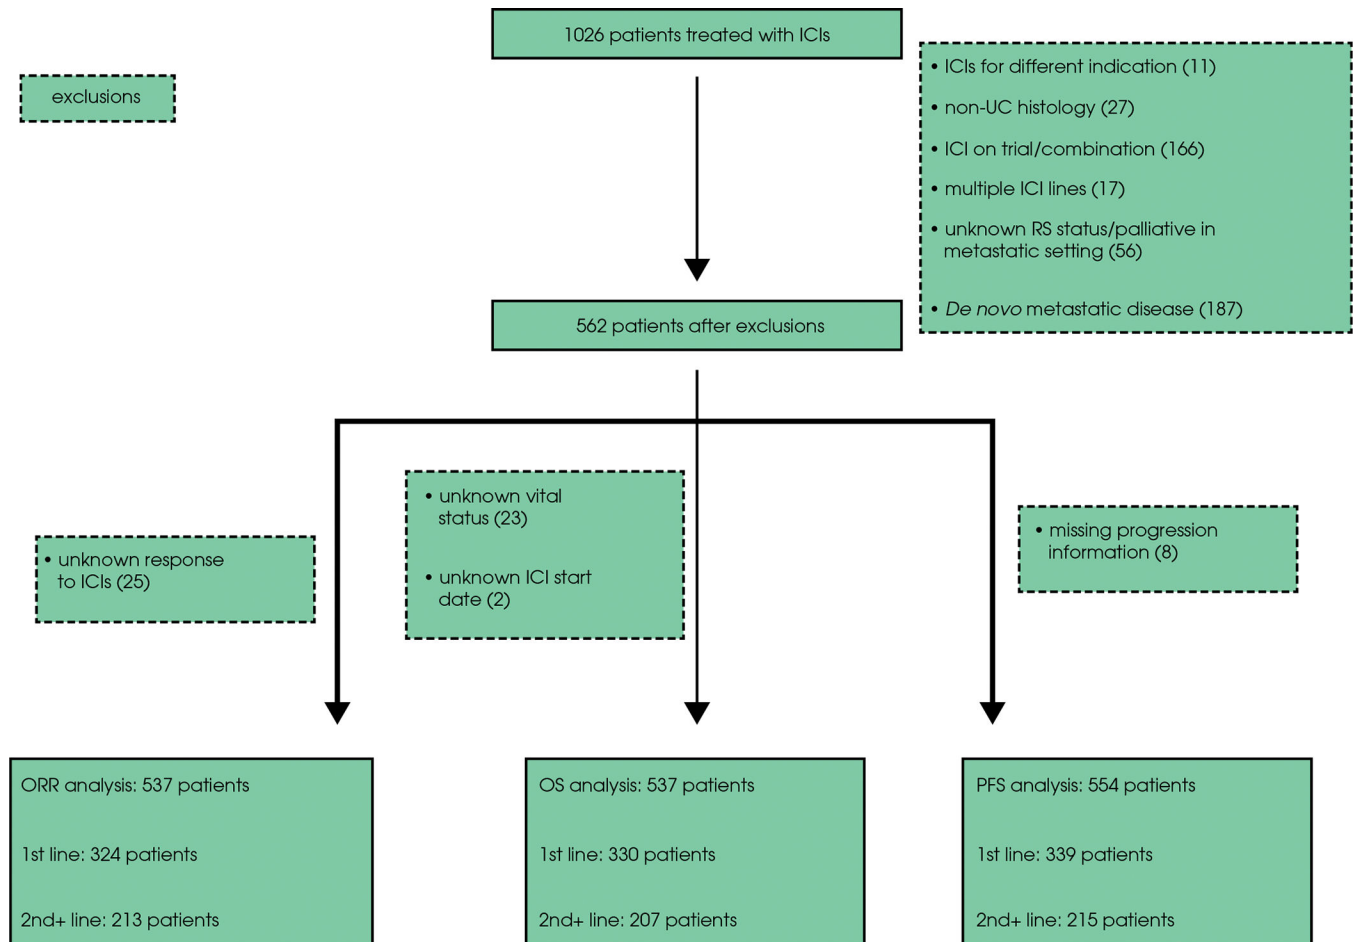 1026 patients treated with ICIs
exclusions
• ICIs for different indication (11)
• non-UC histology (27)
• ICI on trial/combination (166)
• multiple ICI lines (17)
• unknown RS status/palliative in
metastatic setting (56)
• De novo metastatic disease (187)
562 patients after exclusions
• unknown response
to ICIs (25)
• unknown vital
status (23)
• unknown ICI start
date (2)
• missing progression
information (8)
ORR analysis: 537 patients
1st line: 324 patients
2nd+ line: 213 patients
OS analysis: 537 patients
1st line: 330 patients
2nd+ line: 207 patients
PFS analysis: 554 patients
1st line: 339 patients
2nd+ line: 215 patients